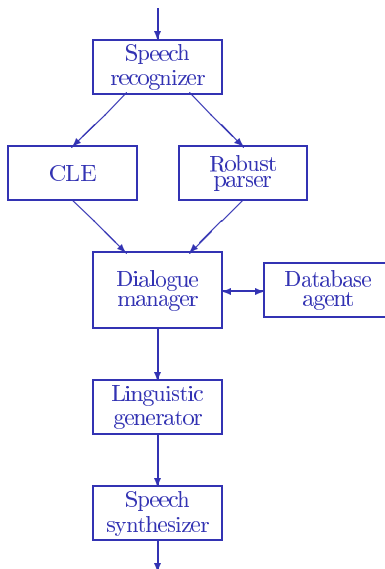 Speech
recognizer
CLE
Robust
parser
Dialogue
manager
Database
agent
Linguistic
generator
Speech
synthesizer